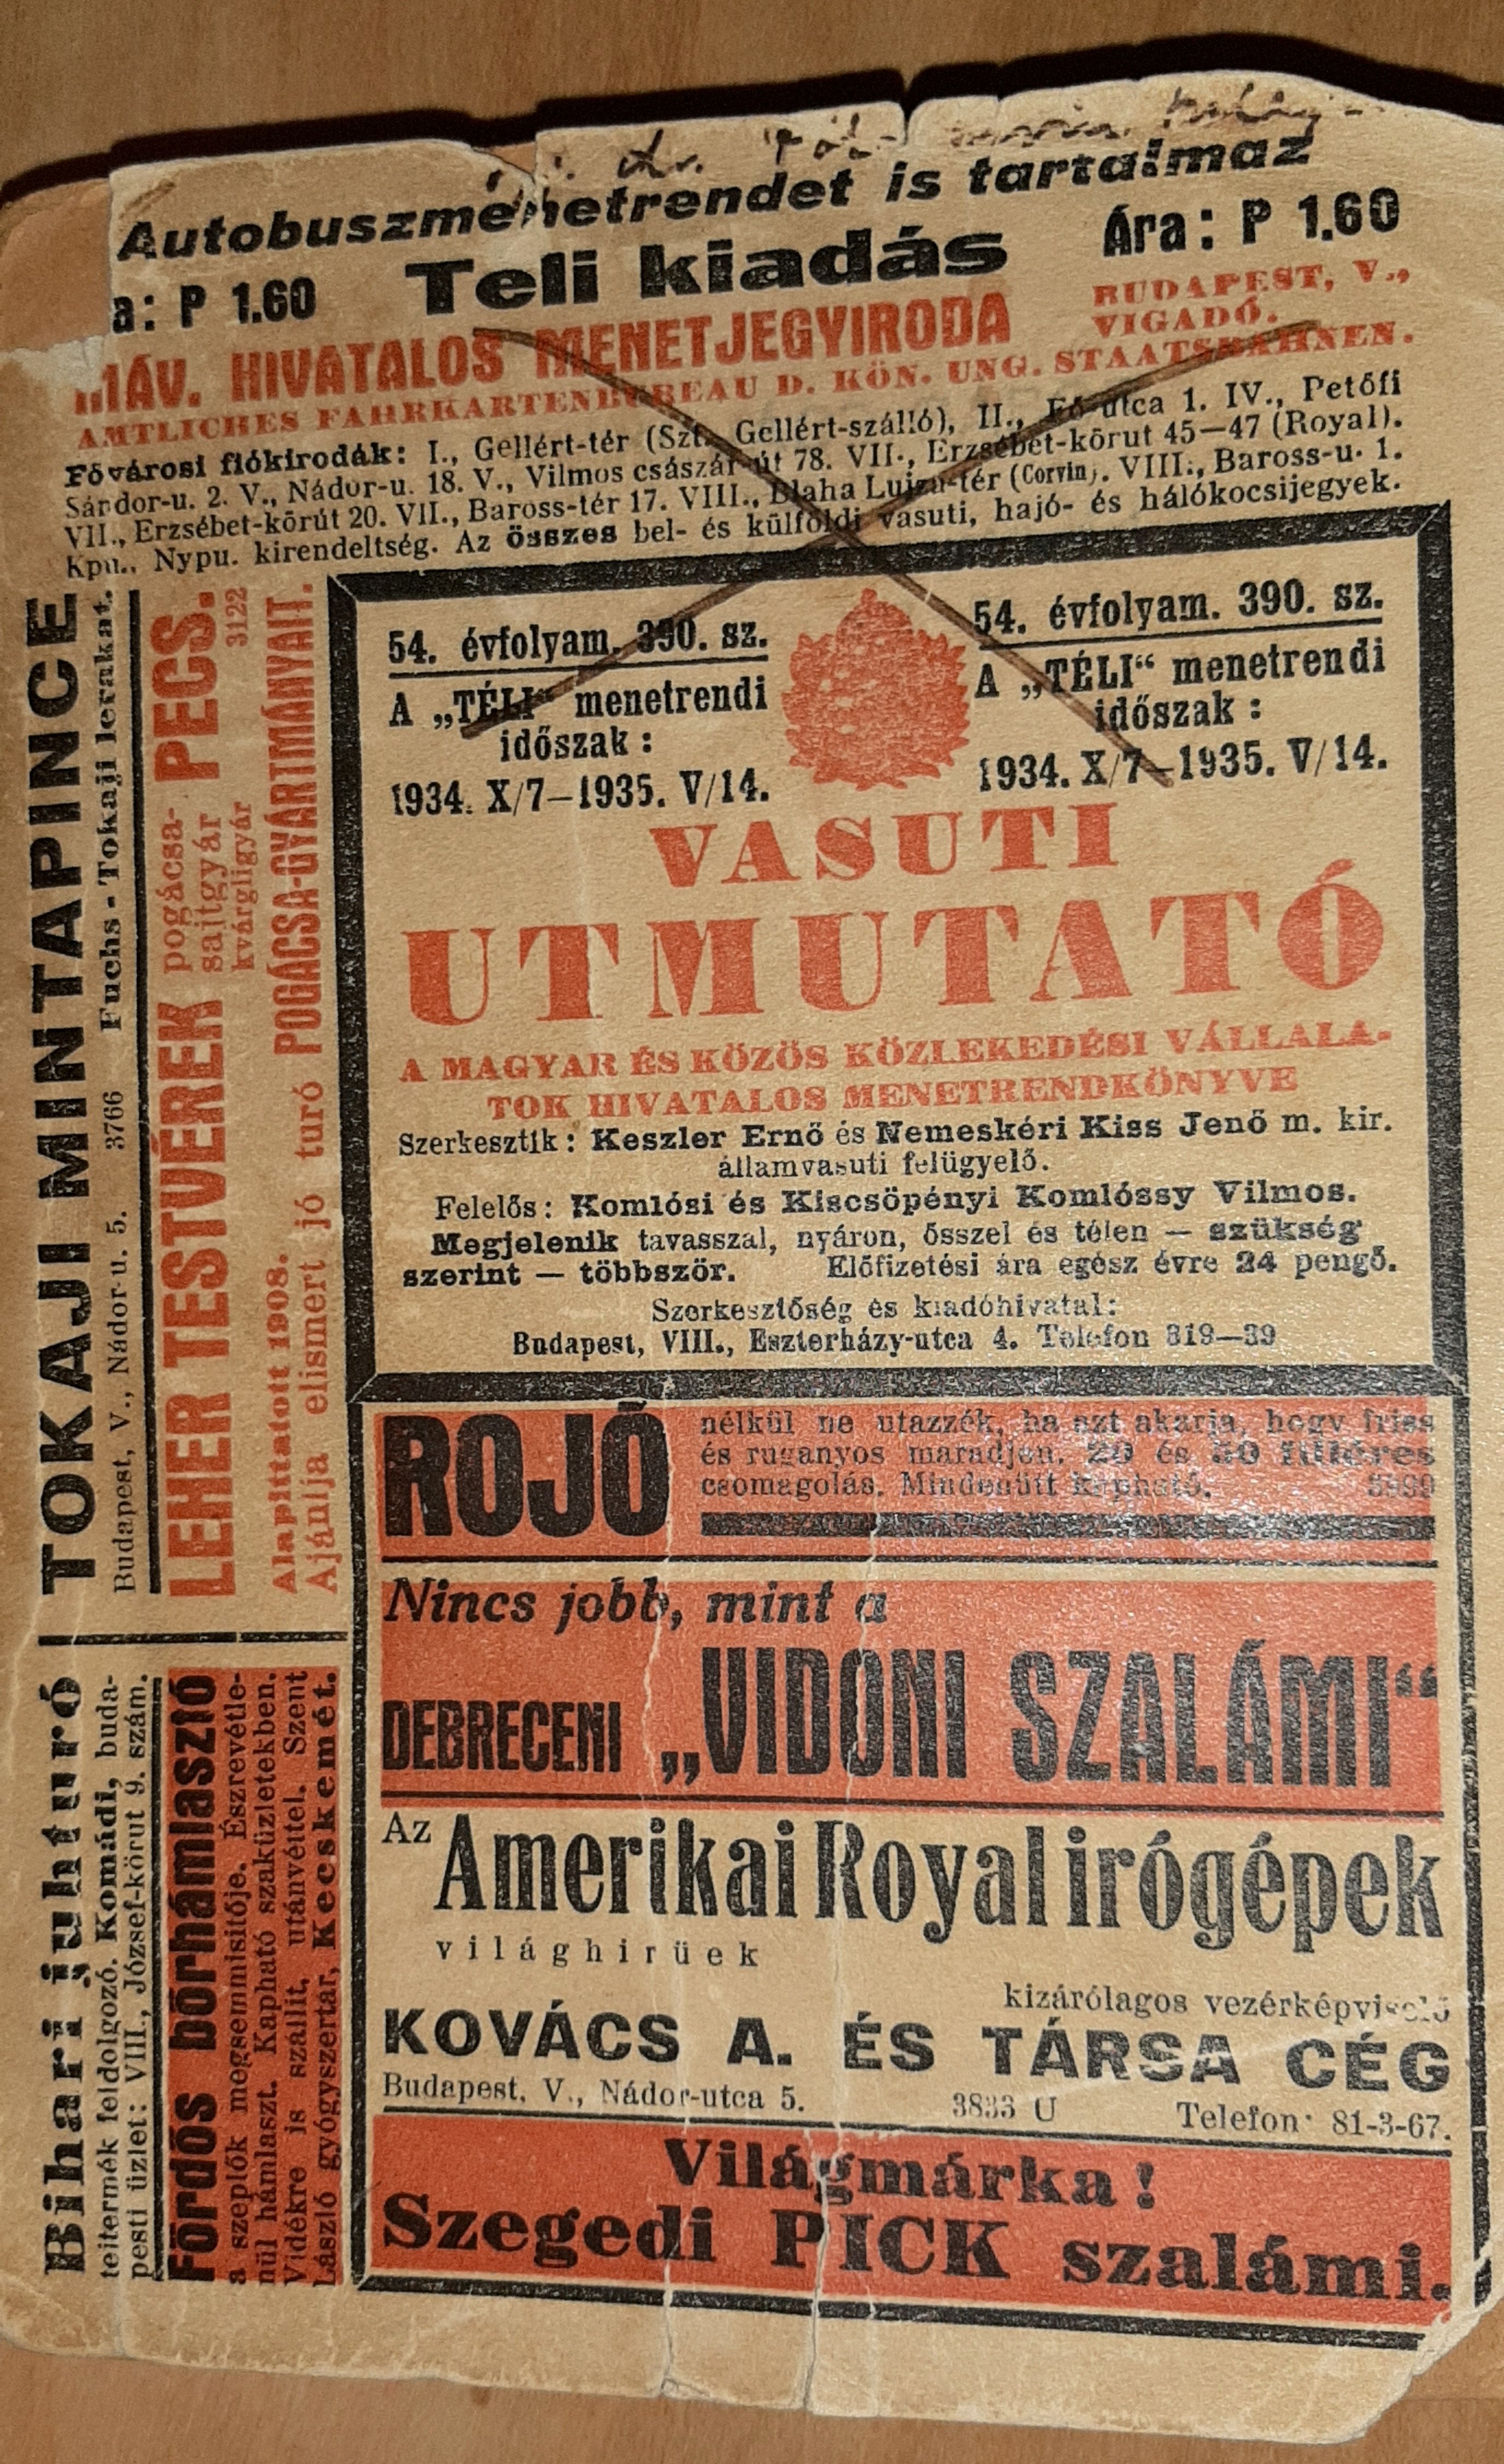 Autobuszmenetrendet is tartalmaz
a: P 1.60 Teli kiadás Ára: P 1.60
MÁV. HIVATALOS MENETJEGYIRODA BUDAPEST, V., VIGADÓ.
AMTLICHES FAHRKARTENBUREAU D. KÖN. UNG. STAATSBAHNEN.
Fővárosi fiókirodák: I., Gellért-tér (Szt. Gellért-szálló), II., Fő-utca 1. IV., Petőfi
Sándor-u. 2. V., Nádor-u. 18. V., Vilmos császár-út 78. VII., Erzsébet-körut 45—47 (Royal).
VII., Erzsébet-körút 20. VII., Baross-tér 17. VIII., Blaha Lujza-tér (Corvin). VIII., Baross-u. 1.
Kpu., Nypu. kirendeltség. Az összes bel- és külföldi vasuti, hajó- és hálókocsijegyek.
TOKAJI MINTAPINCE
Budapest, V., Nádor-u. 5. 3766 Fuchs-Tokaji lerakat.
LEHER TESTVÉREK pogácsa- sajtgyár kvárgligyár PÉCS. 3122
Alapíttatott 1908.
Ajánlja elismert jó turó POGÁCSA-GYÁRTMÁNYAIT.
Bihari juhturó
tejtermék feldolgozó. Komádi, buda-
pesti üzlet: VIII., József-körut 9. szám.
Fördős bőrhámlasztó
a szeplők megsemmisitője. Észrevétle-
nül hámlaszt. Kapható szaküzletekben.
Vidékre is szállit, utánvéttel. Szent
László gyógyszertár, Kecskemét.
54. évfolyam. 390. sz.
A „TÉLI“ menetrendi
időszak:
1934. X/7—1935. V/14.
54. évfolyam. 390. sz.
A „TÉLI“ menetrendi
időszak:
1934. X/7—1935. V/14.
VASUTI
UTMUTATÓ
A MAGYAR ÉS KÖZÖS KÖZLEKEDÉSI VÁLLALA-
TOK HIVATALOS MENETRENDKÖNYVE
Szerkesztik: Keszler Ernő és Nemeskéri Kiss Jenő m. kir.
államvasuti felügyelő.
Felelős: Komlósi és Kiscsöpényi Komlóssy Vilmos.
Megjelenik tavasszal, nyáron, ősszel és télen — szükség
szerint — többször. Előfizetési ára egész évre 24 pengő.
Szerkesztőség és kiadóhivatal:
Budapest, VIII., Eszterházy-utca 4. Telefon 319—39
ROJÓ
nélkül ne utazzék, ha azt akarja, hogy friss
és ruganyos maradjen. 20 és 50 filléres
csomagolás. Mindenütt kapható. 3999
Nincs jobb, mint a
DEBRECENI „VIDONI SZALÁMI“
Az Amerikai Royal irógépek
világhirüek
kizárólagos vezérképviselő
KOVÁCS A. ÉS TÁRSA CÉG
Budapest, V., Nádor-utca 5. 3833 U Telefon: 81-3-67.
Világmárka!
Szegedi PICK szalámi.